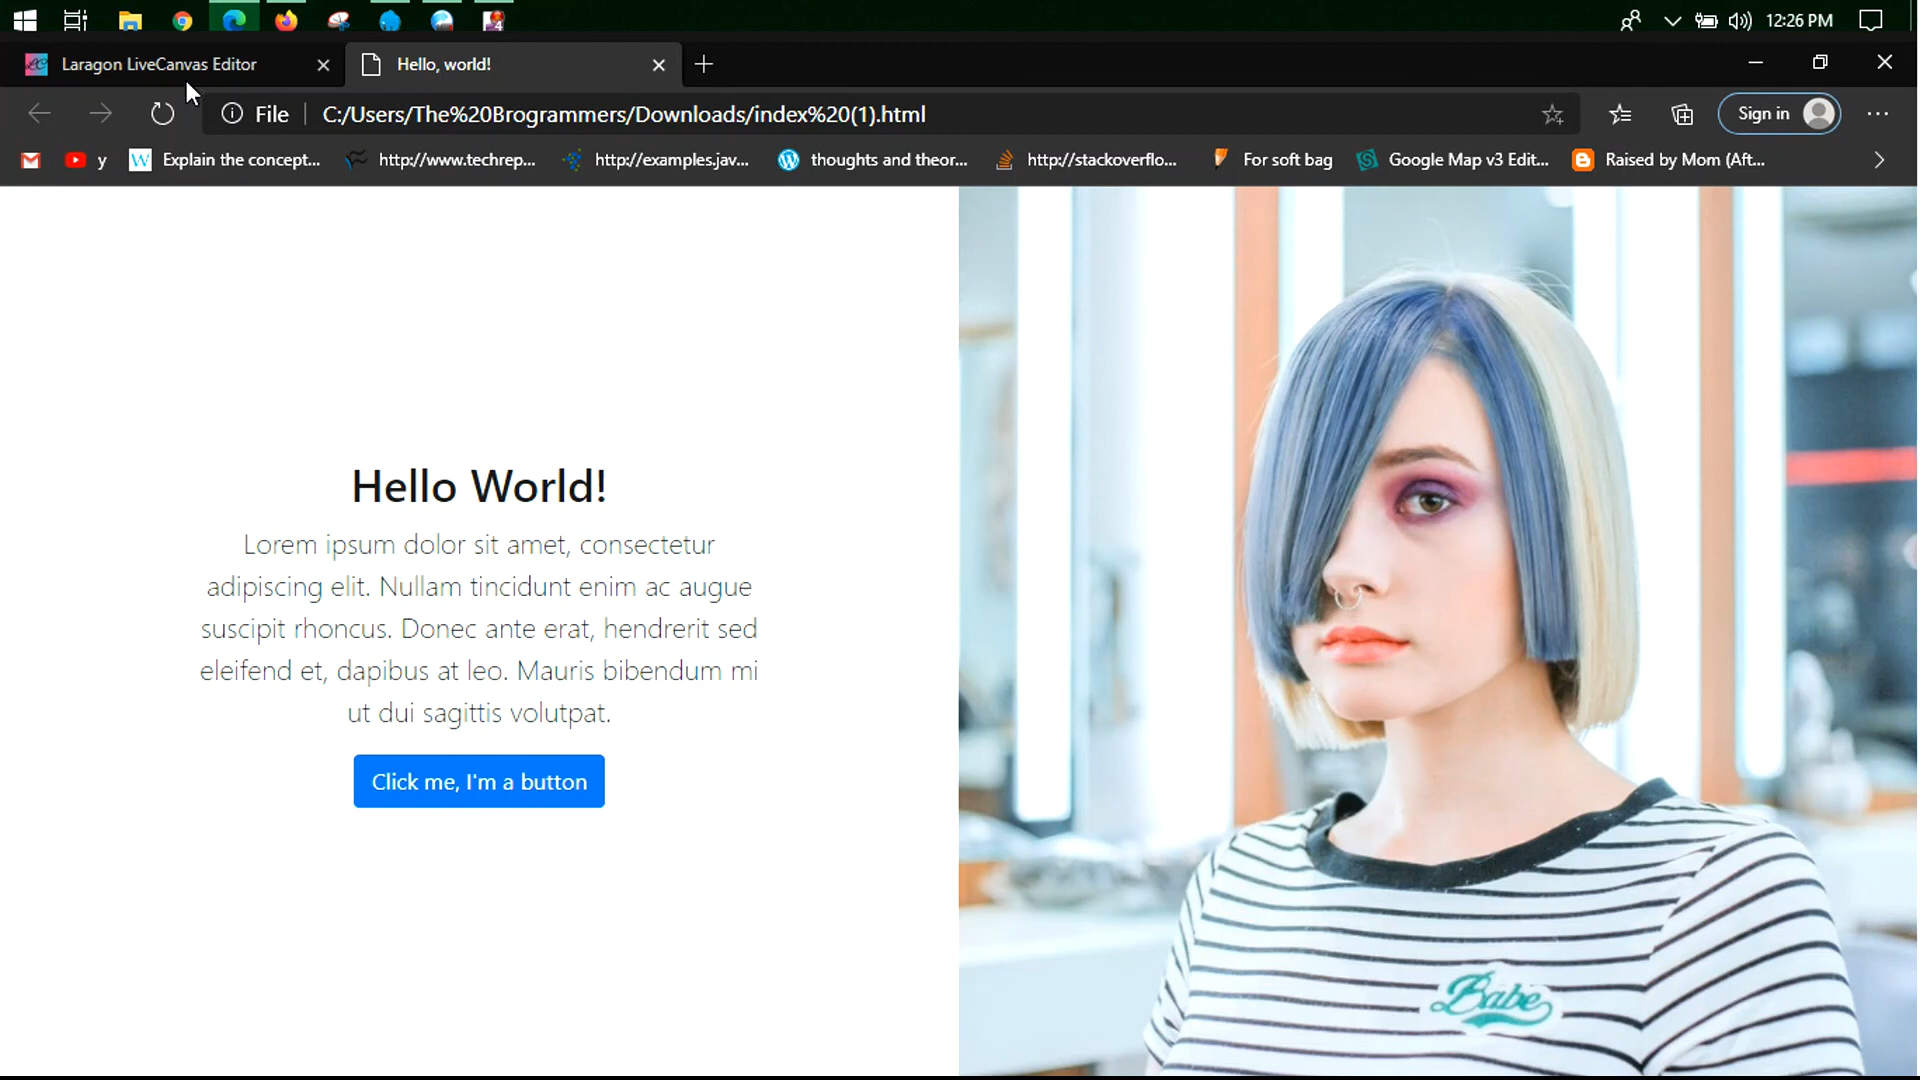 12:26 PM
Laragon LiveCanvas Editor
Hello, world!
File
C:/Users/The%20Brogrammers/Downloads/index%20(1).html
Sign in
y
Explain the concept...
http://www.techrep...
http://examples.jav...
thoughts and theor...
http://stackoverflo...
For soft bag
Google Map v3 Edit...
Raised by Mom (Aft...
Hello World!
Lorem ipsum dolor sit amet, consectetur
adipiscing elit. Nullam tincidunt enim ac augue
suscipit rhoncus. Donec ante erat, hendrerit sed
eleifend et, dapibus at leo. Mauris bibendum mi
ut dui sagittis volutpat.
Click me, I'm a button
Babe